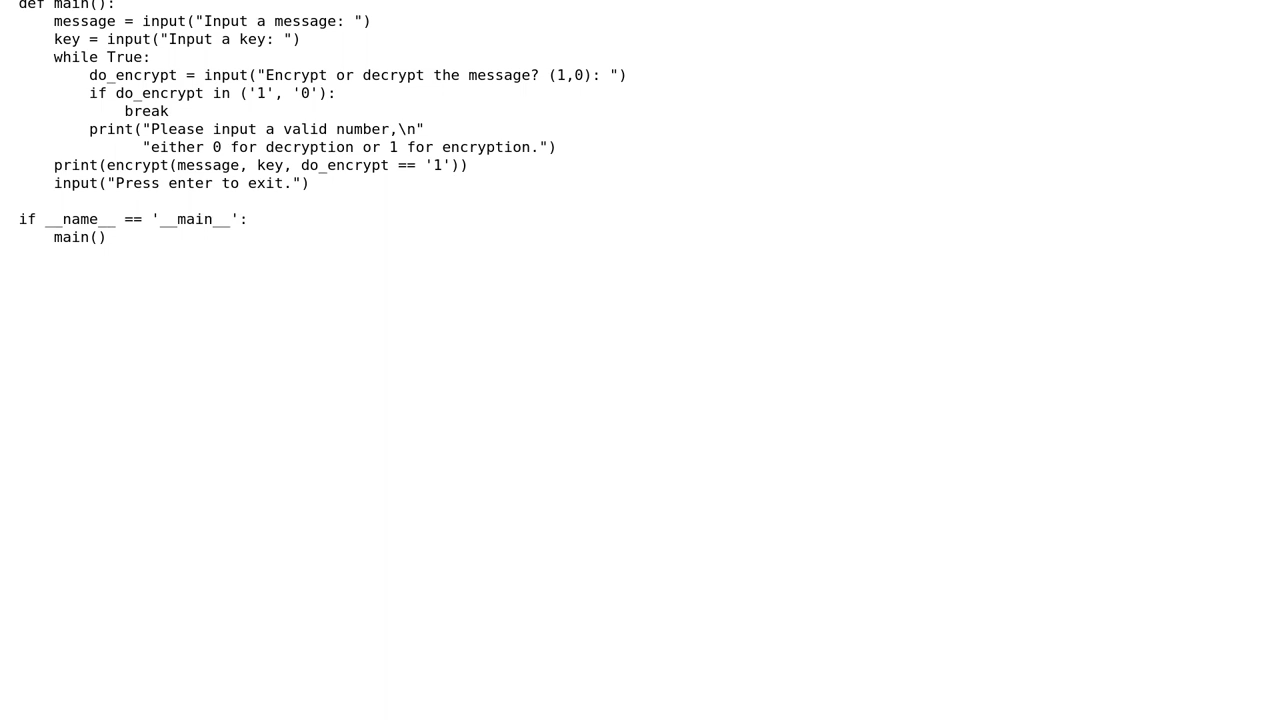 def main():
    message = input("Input a message: ")
    key = input("Input a key: ")
    while True:
        do_encrypt = input("Encrypt or decrypt the message? (1,0): ")
        if do_encrypt in ('1', '0'):
            break
        print("Please input a valid number,\n"
              "either 0 for decryption or 1 for encryption.")
    print(encrypt(message, key, do_encrypt == '1'))
    input("Press enter to exit.")

if __name__ == '__main__':
    main()